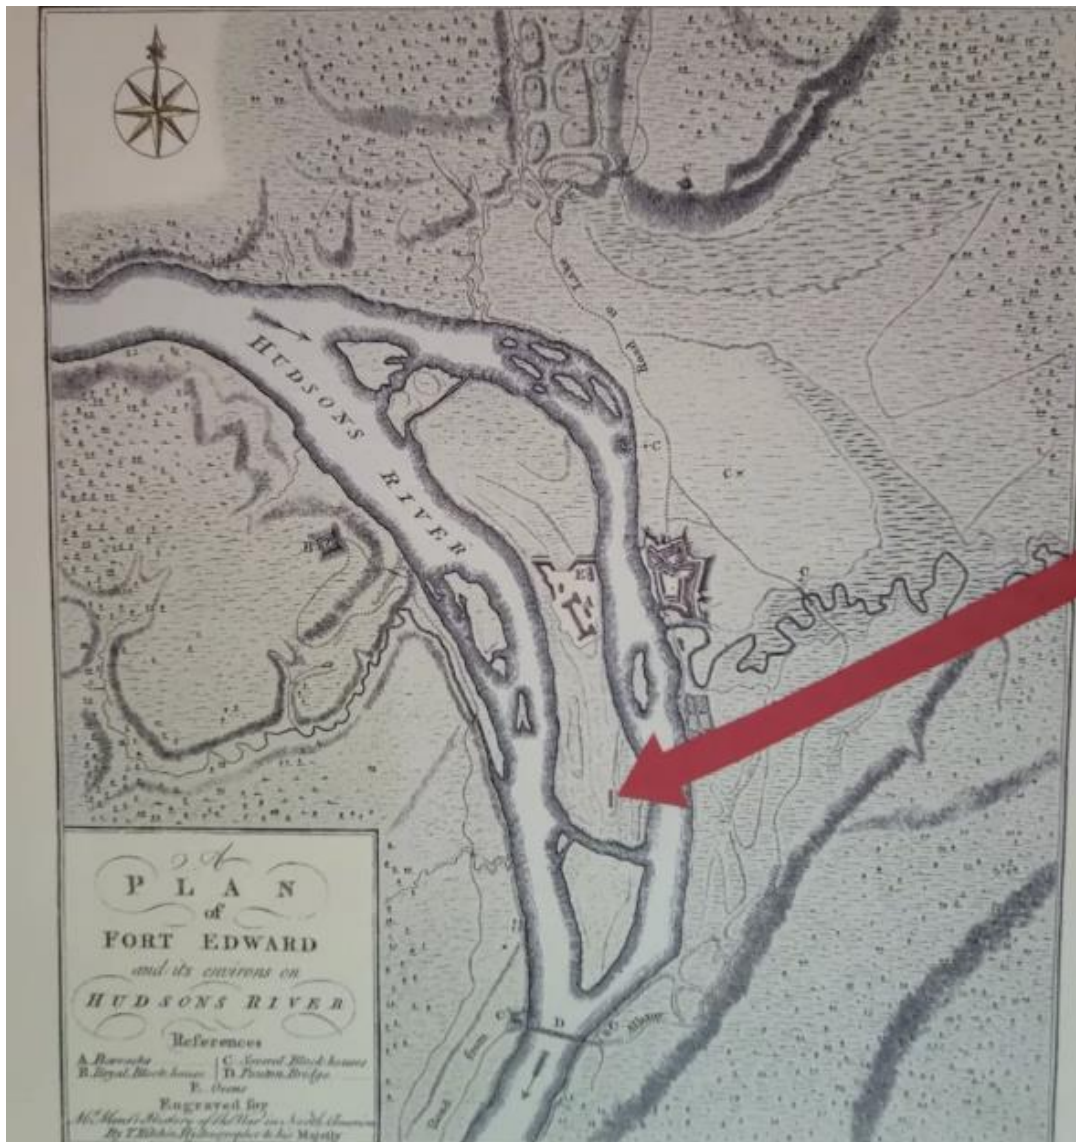 Road to Lake Geo
HUDSONS RIVER
C
C
C
B
E
C
C
D
C
Road from
A
PLAN
of
FORT EDWARD
and its environs on
HUDSONS RIVER
References
A. Barracks
B. Royal Block house
C. Several Block houses
D. Ponton Bridge
E. Ovens
Engraved for
Mr. Mante's History of the War in North America
By T. Kitchin Hydrographer to his Majesty